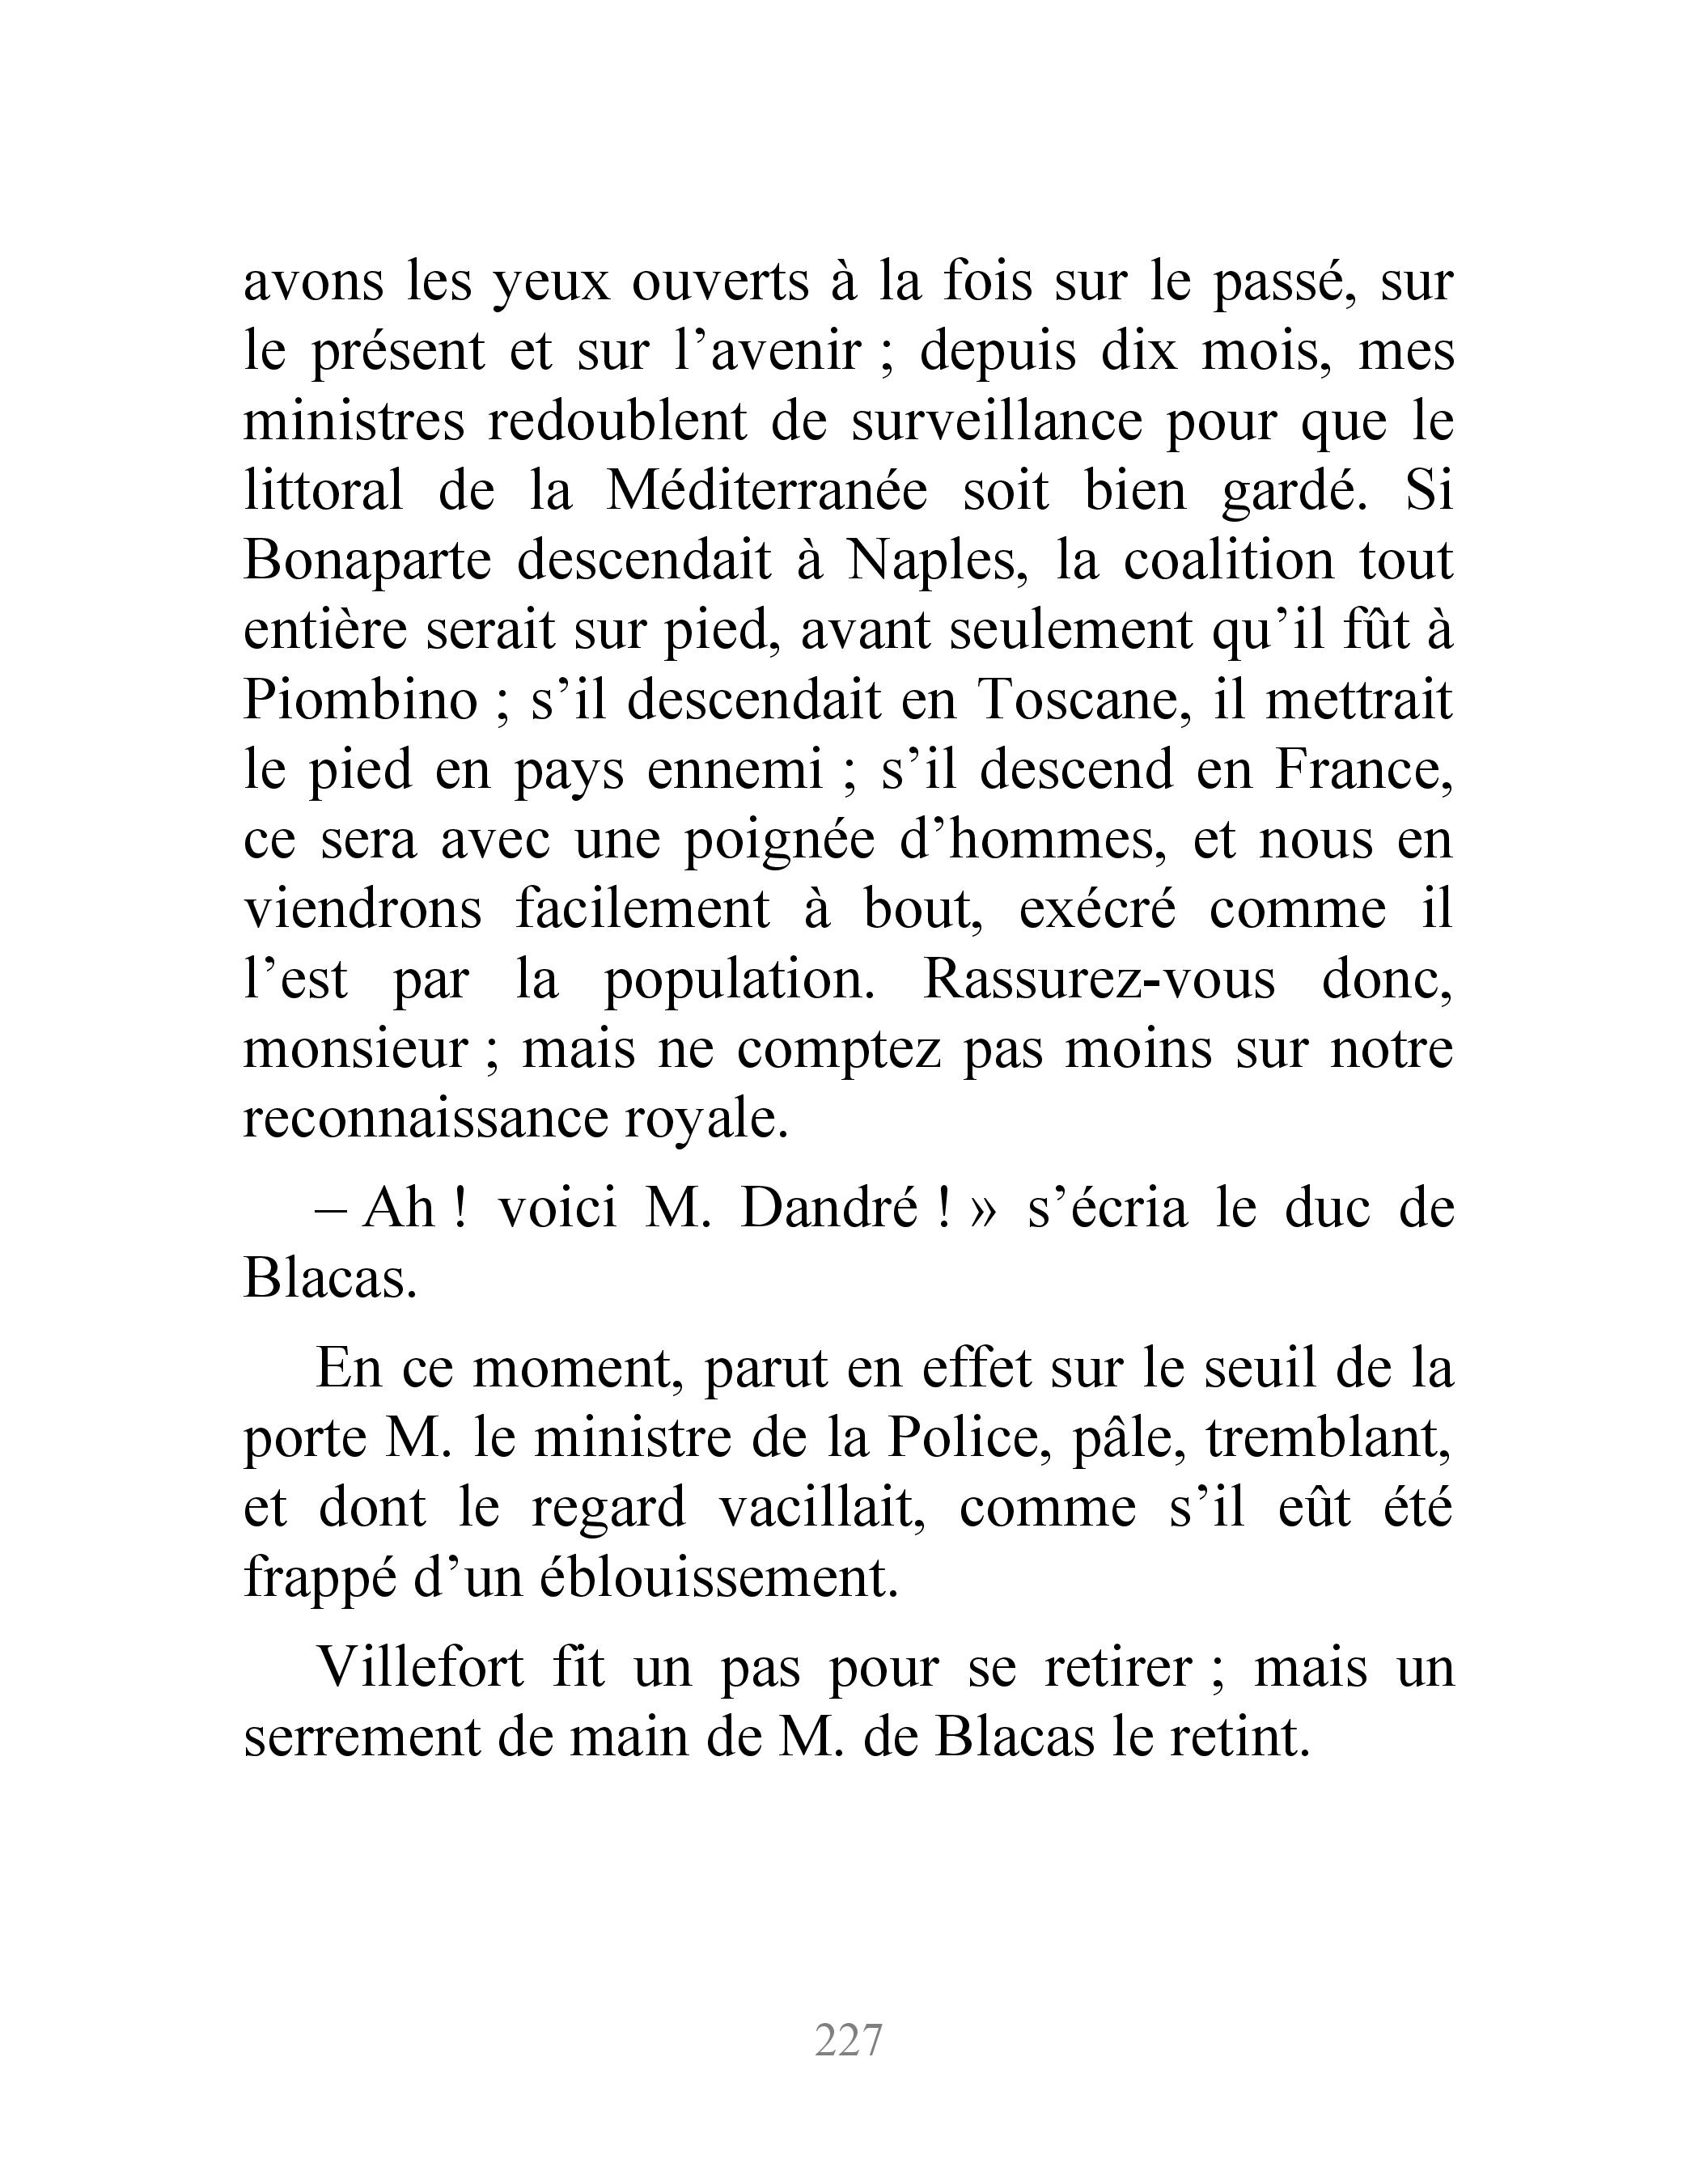 avons les yeux ouverts à la fois sur le passé, sur
le présent et sur l’avenir ; depuis dix mois, mes
ministres redoublent de surveillance pour que le
littoral de la Méditerranée soit bien gardé. Si
Bonaparte descendait à Naples, la coalition tout
entière serait sur pied, avant seulement qu’il fût à
Piombino ; s’il descendait en Toscane, il mettrait
le pied en pays ennemi ; s’il descend en France,
ce sera avec une poignée d’hommes, et nous en
viendrons facilement à bout, exécré comme il
l’est par la population. Rassurez-vous donc,
monsieur ; mais ne comptez pas moins sur notre
reconnaissance royale.
– Ah ! voici M. Dandré ! » s’écria le duc de
Blacas.
En ce moment, parut en effet sur le seuil de la
porte M. le ministre de la Police, pâle, tremblant,
et dont le regard vacillait, comme s’il eût été
frappé d’un éblouissement.
Villefort fit un pas pour se retirer ; mais un
serrement de main de M. de Blacas le retint.
227